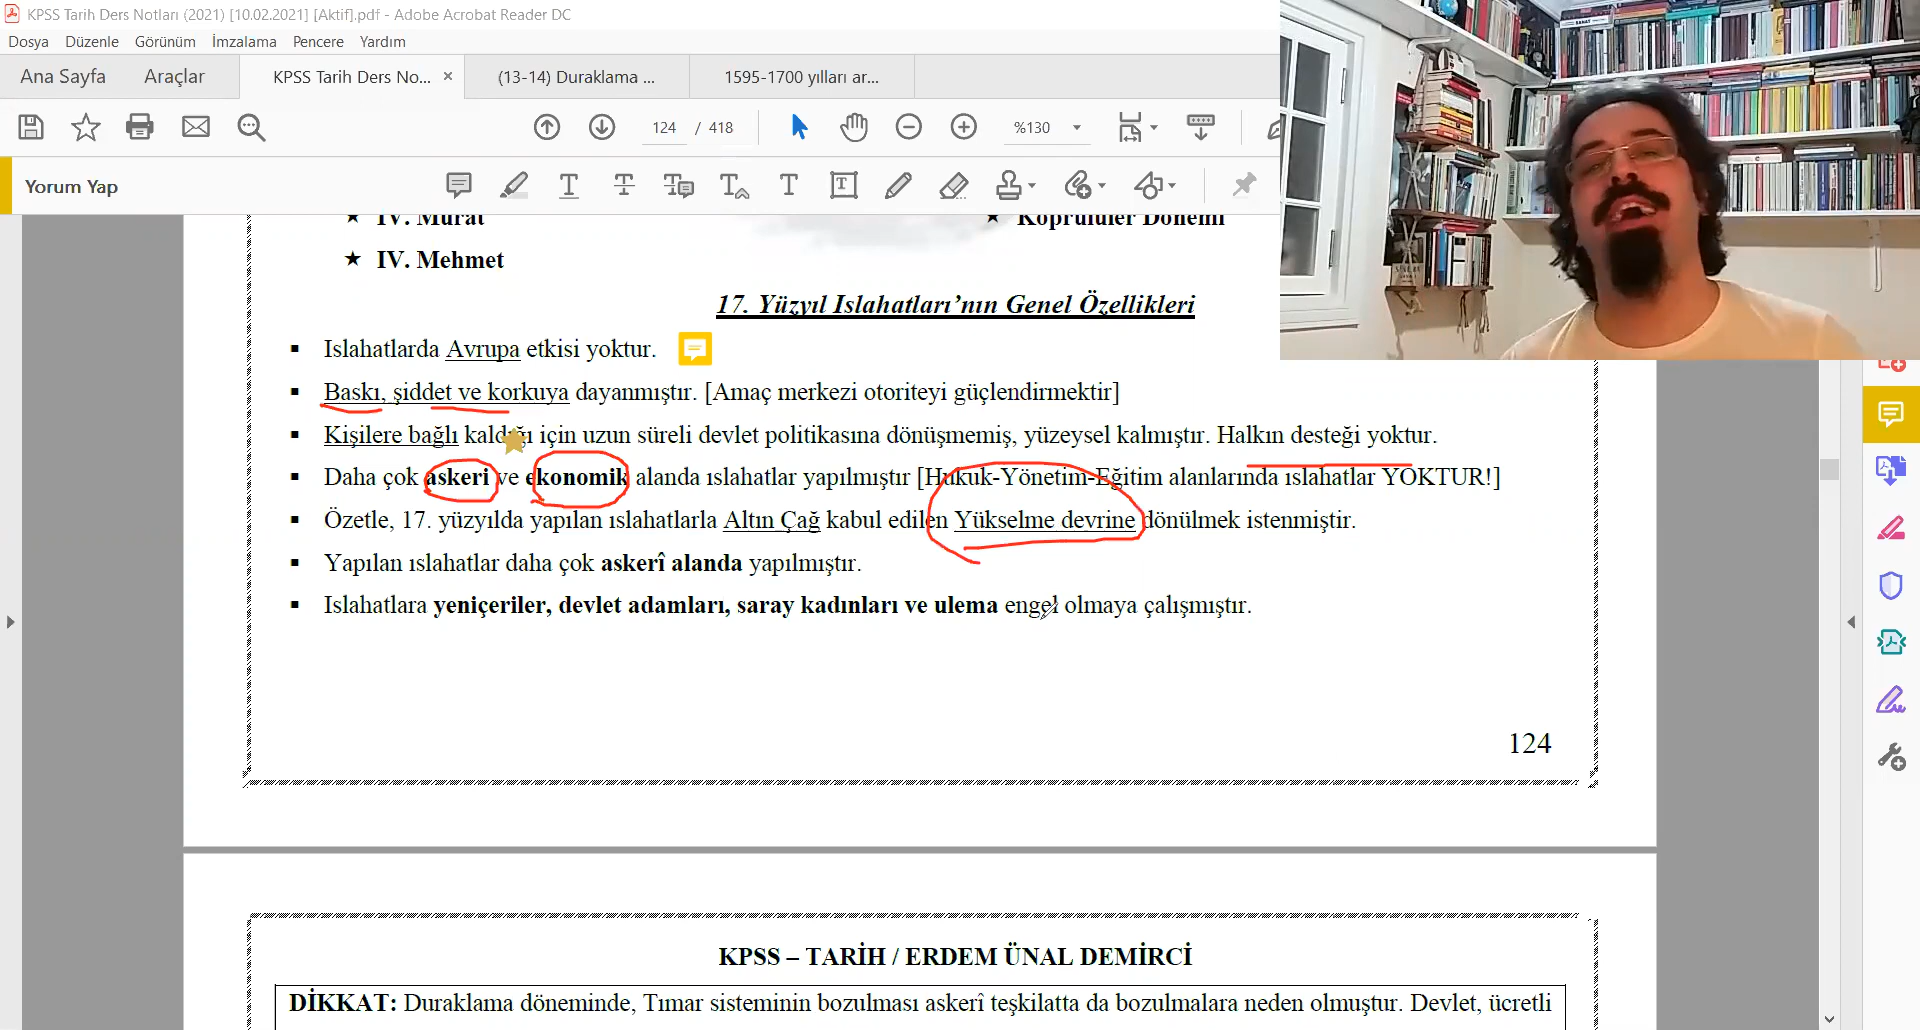 KPSS Tarih Ders Notları (2021) [10.02.2021] [Aktif].pdf - Adobe Acrobat Reader DC
Dosya Düzenle Görünüm İmzalama Pencere Yardım
Ana Sayfa Araçlar KPSS Tarih Ders No... × (13-14) Duraklama ... 1595-1700 yılları ar...
124 / 418 %130
Yorum Yap
★ IV. Murat ★ Köprülüler Dönemi
★ IV. Mehmet
17. Yüzyıl Islahatları’nın Genel Özellikleri
▪ Islahatlarda Avrupa etkisi yoktur.
▪ Baskı, şiddet ve korkuya dayanmıştır. [Amaç merkezi otoriteyi güçlendirmektir]
▪ Kişilere bağlı kaldığı için uzun süreli devlet politikasına dönüşmemiş, yüzeysel kalmıştır. Halkın desteği yoktur.
▪ Daha çok askeri ve ekonomik alanda ıslahatlar yapılmıştır [Hukuk-Yönetim-Eğitim alanlarında ıslahatlar YOKTUR!]
▪ Özetle, 17. yüzyılda yapılan ıslahatlarla Altın Çağ kabul edilen Yükselme devrine dönülmek istenmiştir.
▪ Yapılan ıslahatlar daha çok askerî alanda yapılmıştır.
▪ Islahatlara yeniçeriler, devlet adamları, saray kadınları ve ulema engel olmaya çalışmıştır.
124
KPSS – TARİH / ERDEM ÜNAL DEMİRCİ
DİKKAT: Duraklama döneminde, Tımar sisteminin bozulması askerî teşkilatta da bozulmalara neden olmuştur. Devlet, ücretli